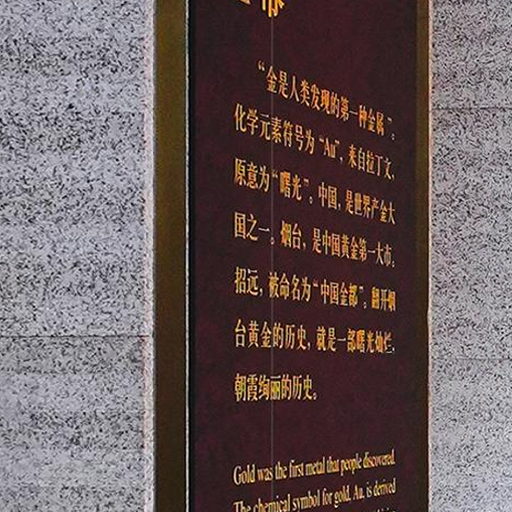 “金是人类发现的第一种金属”。
化学元素符号为“Au”，来自拉丁文，
原意为“曙光”。中国，是世界产金大
国之一。烟台，是中国黄金第一大市。
招远，被命名为“中国金都”。翻开烟
台黄金的历史，就是一部曙光灿烂，
朝霞绚丽的历史。
Gold was the first metal that people discovered.
The chemical symbol for gold, Au, is derived